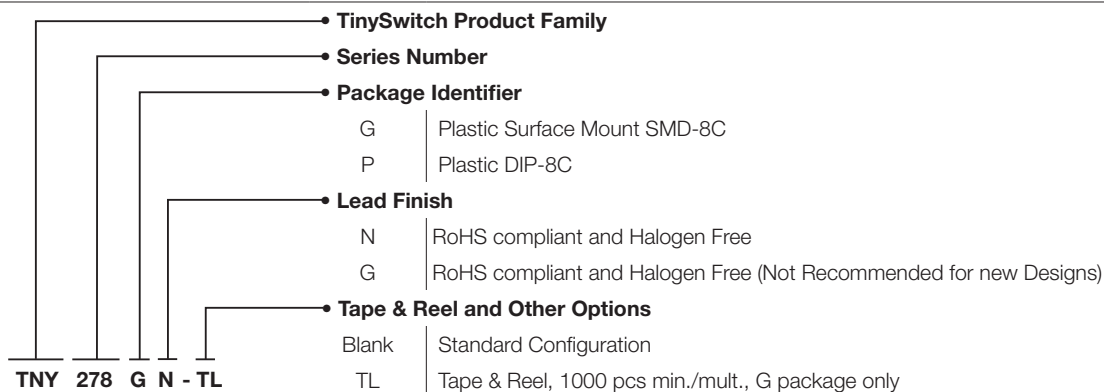 TinySwitch Product Family
Series Number
Package Identifier
G Plastic Surface Mount SMD-8C
P Plastic DIP-8C
Lead Finish
N RoHS compliant and Halogen Free
G RoHS compliant and Halogen Free (Not Recommended for new Designs)
Tape & Reel and Other Options
Blank Standard Configuration
TL Tape & Reel, 1000 pcs min./mult., G package only
TNY 278 G N - TL